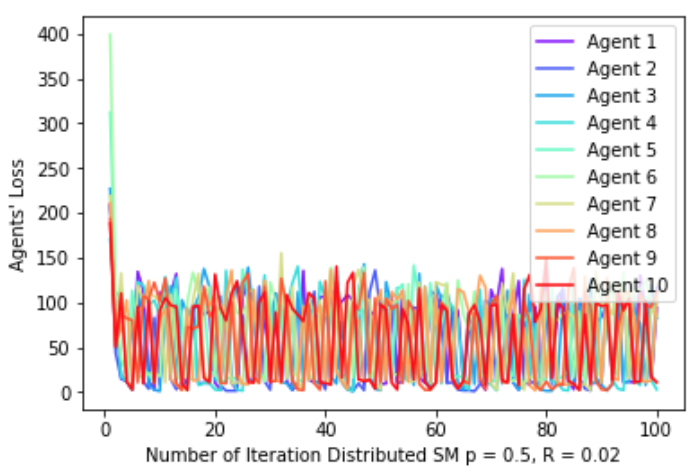 400
350
300
250
200
150
100
50
0
Agents' Loss
Agent 1
Agent 2
Agent 3
Agent 4
Agent 5
Agent 6
Agent 7
Agent 8
Agent 9
Agent 10
0 20 40 60 80 100
Number of Iteration Distributed SM p = 0.5, R = 0.02